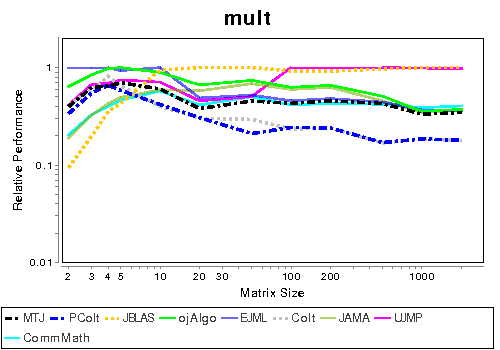 mult
1
0.1
0.01
Relative Performance
2 3 4 5 10 20 30 100 200 1000
Matrix Size
MTJ PColt JBLAS ojAlgo EJML Colt JAMA UJMP
CommMath